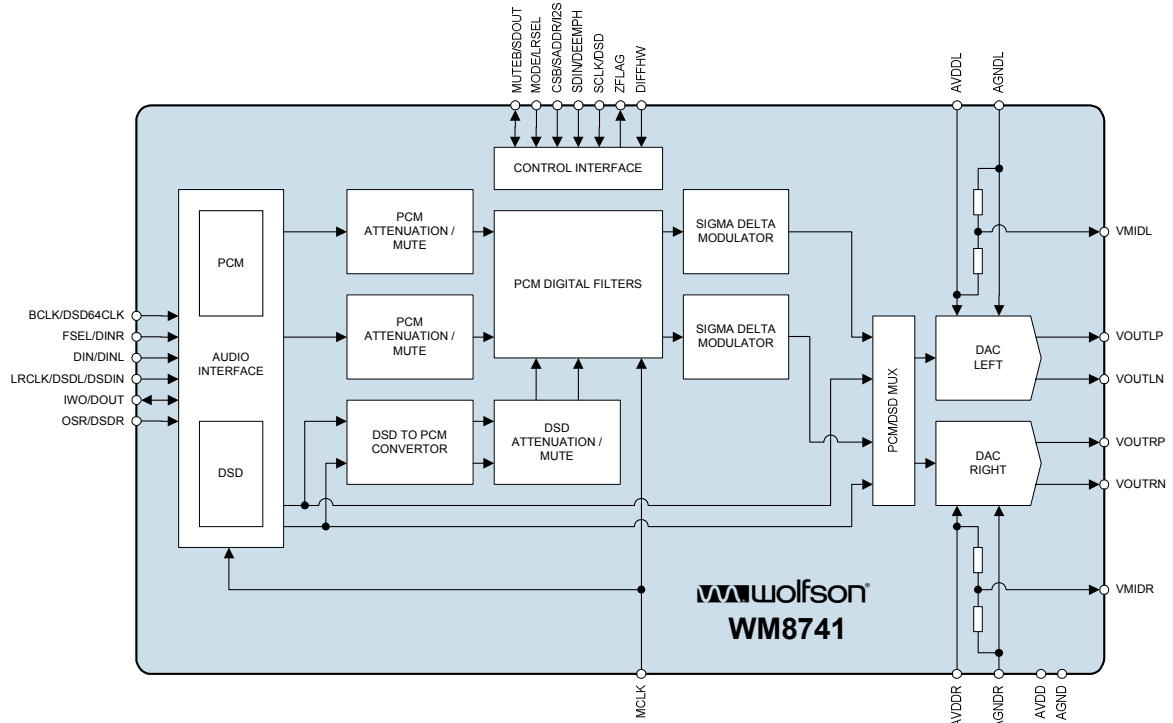 MUTEB/SDOUT
MODE/LRSEL
CSB/SADDR/I2S
SDIN/DEEMPH
SCLK/DSD
ZFLAG
DIFFHW
AVDDL
AGNDL
CONTROL INTERFACE
PCM
PCM
ATTENUATION /
MUTE
PCM DIGITAL FILTERS
SIGMA DELTA
MODULATOR
VMIDL
BCLK/DSD64CLK
FSEL/DINR
DIN/DINL
LRCLK/DSDL/DSDIN
IWO/DOUT
OSR/DSDR
AUDIO
INTERFACE
PCM
ATTENUATION /
MUTE
SIGMA DELTA
MODULATOR
PCM/DSD MUX
DAC
LEFT
VOUTLP
VOUTLN
DSD
DSD TO PCM
CONVERTOR
DSD
ATTENUATION /
MUTE
DAC
RIGHT
VOUTRP
VOUTRN
wolfson®
WM8741
VMIDR
MCLK
AVDDR
AGNDR
AVDD
AGND